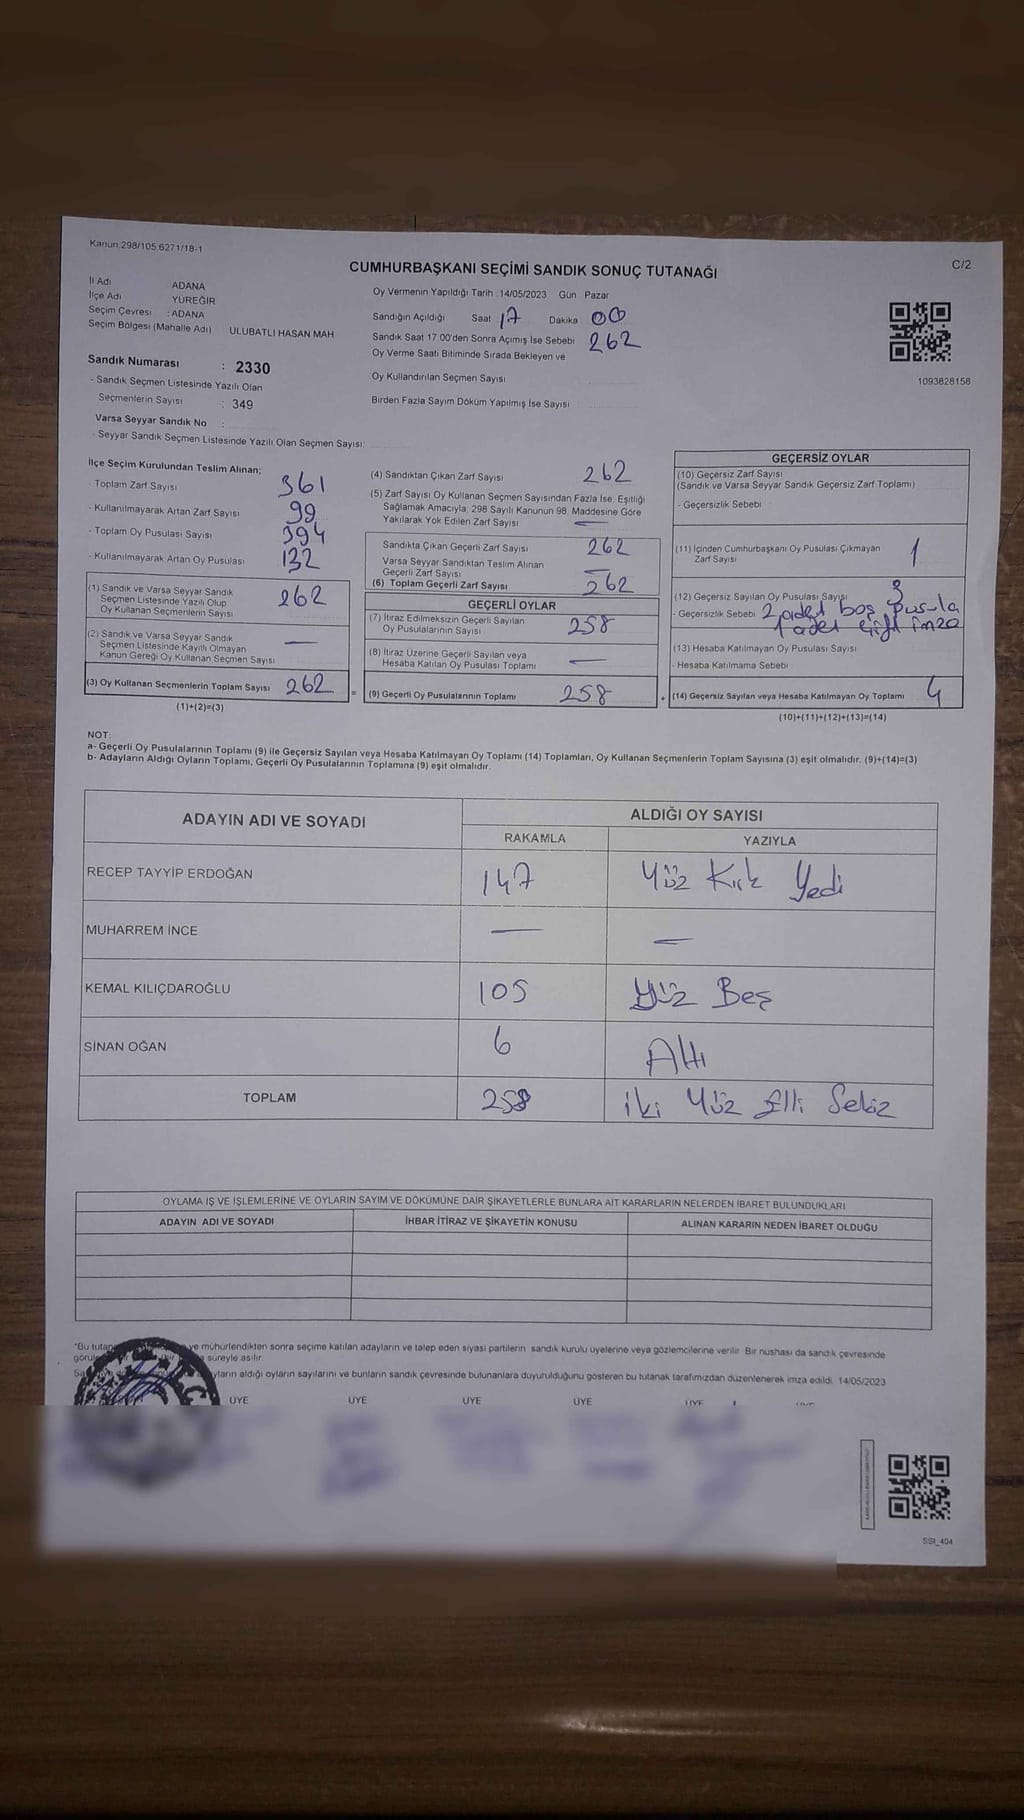 Kanun:298/105,6271/18-1
C/2
CUMHURBAŞKANI SEÇİMİ SANDIK SONUÇ TUTANAĞI
İl Adı ADANA
İlçe Adı YÜREĞİR
Seçim Çevresi : ADANA
Seçim Bölgesi (Mahalle Adı) ULUBATLI HASAN MAH
Oy Vermenin Yapıldığı Tarih : 14/05/2023 Gün Pazar
Sandığın Açıldığı Saat 17 Dakika 00
Sandık Saat 17:00'den Sonra Açımış İse Sebebi 262
Oy Verme Saati Bitiminde Sırada Bekleyen ve
Oy Kullandırılan Seçmen Sayısı
Birden Fazla Sayım Döküm Yapılmış İse Sayısı
1093828158
Sandık Numarası : 2330
- Sandık Seçmen Listesinde Yazılı Olan
Seçmenlerin Sayısı : 349
Varsa Seyyar Sandık No :
- Seyyar Sandık Seçmen Listesinde Yazılı Olan Seçmen Sayısı:
İlçe Seçim Kurulundan Teslim Alınan;
- Toplam Zarf Sayısı 361
- Kullanılmayarak Artan Zarf Sayısı 99
- Toplam Oy Pusulası Sayısı 394
- Kullanılmayarak Artan Oy Pusulası 132
(1) Sandık ve Varsa Seyyar Sandık
Seçmen Listesinde Yazılı Olup
Oy Kullanan Seçmenlerin Sayısı 262
(2) Sandık ve Varsa Seyyar Sandık
Seçmen Listesinde Kayıtlı Olmayan
Kanun Gereği Oy Kullanan Seçmen Sayısı —
(3) Oy Kullanan Seçmenlerin Toplam Sayısı 262
(1)+(2)=(3)
(4) Sandıktan Çıkan Zarf Sayısı 262
(5) Zarf Sayısı Oy Kullanan Seçmen Sayısından Fazla İse, Eşitliği
Sağlamak Amacıyla, 298 Sayılı Kanunun 98. Maddesine Göre
Yakılarak Yok Edilen Zarf Sayısı —
Sandıkta Çıkan Geçerli Zarf Sayısı 262
Varsa Seyyar Sandıktan Teslim Alınan
Geçerli Zarf Sayısı —
(6) Toplam Geçerli Zarf Sayısı 262
GEÇERLİ OYLAR
(7) İtiraz Edilmeksizin Geçerli Sayılan
Oy Pusulalarının Sayısı 258
(8) İtiraz Üzerine Geçerli Sayılan veya
Hesaba Katılan Oy Pusulası Toplamı —
= (9) Geçerli Oy Pusulalarının Toplamı 258 +
GEÇERSİZ OYLAR
(10) Geçersiz Zarf Sayısı
(Sandık ve Varsa Seyyar Sandık Geçersiz Zarf Toplamı)
- Geçersizlik Sebebi
(11) İçinden Cumhurbaşkanı Oy Pusulası Çıkmayan
Zarf Sayısı 1
(12) Geçersiz Sayılan Oy Pusulası Sayısı 3
- Geçersizlik Sebebi 2 adet boş pusula
1 adet çift imza
(13) Hesaba Katılmayan Oy Pusulası Sayısı
- Hesaba Katılmama Sebebi
(14) Geçersiz Sayılan veya Hesaba Katılmayan Oy Toplamı 4
(10)+(11)+(12)+(13)=(14)
NOT:
a- Geçerli Oy Pusulalarının Toplamı (9) ile Geçersiz Sayılan veya Hesaba Katılmayan Oy Toplamı (14) Toplamları, Oy Kullanan Seçmenlerin Toplam Sayısına (3) eşit olmalıdır. (9)+(14)=(3)
b- Adayların Aldığı Oyların Toplamı, Geçerli Oy Pusulalarının Toplamına (9) eşit olmalıdır.
ADAYIN ADI VE SOYADI
ALDIĞI OY SAYISI
RAKAMLA YAZIYLA
RECEP TAYYİP ERDOĞAN 147 Yüz Kırk Yedi
MUHARREM İNCE — —
KEMAL KILIÇDAROĞLU 105 Yüz Beş
SİNAN OĞAN 6 Altı
TOPLAM 258 iki Yüz Elli Sekiz
OYLAMA İŞ VE İŞLEMLERİNE VE OYLARIN SAYIM VE DÖKÜMÜNE DAİR ŞİKAYETLERLE BUNLARA AİT KARARLARIN NELERDEN İBARET BULUNDUKLARI
ADAYIN ADI VE SOYADI İHBAR İTİRAZ VE ŞİKAYETİN KONUSU ALINAN KARARIN NEDEN İBARET OLDUĞU
"Bu ve mühürlendikten sonra seçime katılan adayların ve talep eden siyasi partilerin sandık kurulu üyelerine veya gözlemcilerine verilir. Bir nüshası da sandık çevresinde
süreyle asılır.
aldığı oyların sayılarını ve bunların sandık çevresinde bulunanlara duyurulduğunu gösteren bu tutanak tarafımızdan düzenlenerek imza edildi. 14/05/2023
ÜYE ÜYE ÜYE ÜYE ÜYE
SSI_404